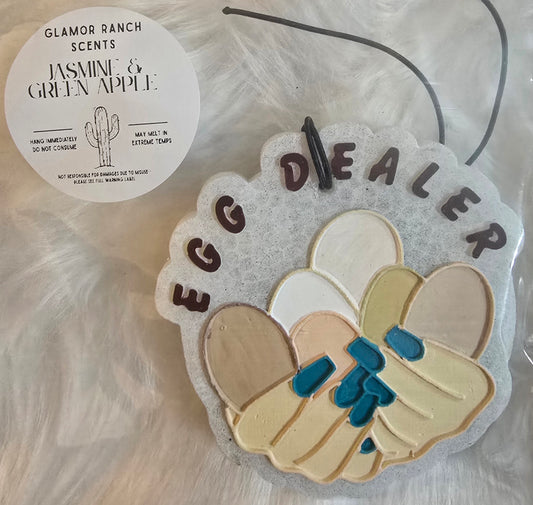 GLAMOR RANCH
SCENTS
JASMINE &
GREEN APPLE
HANG IMMEDIATELY
DO NOT CONSUME
MAY MELT IN
EXTREME TEMPS
NOT RESPONSIBLE FOR DAMAGES DUE TO MISUSE
PLEASE SEE FULL WARNING LABEL
EGG DEALER